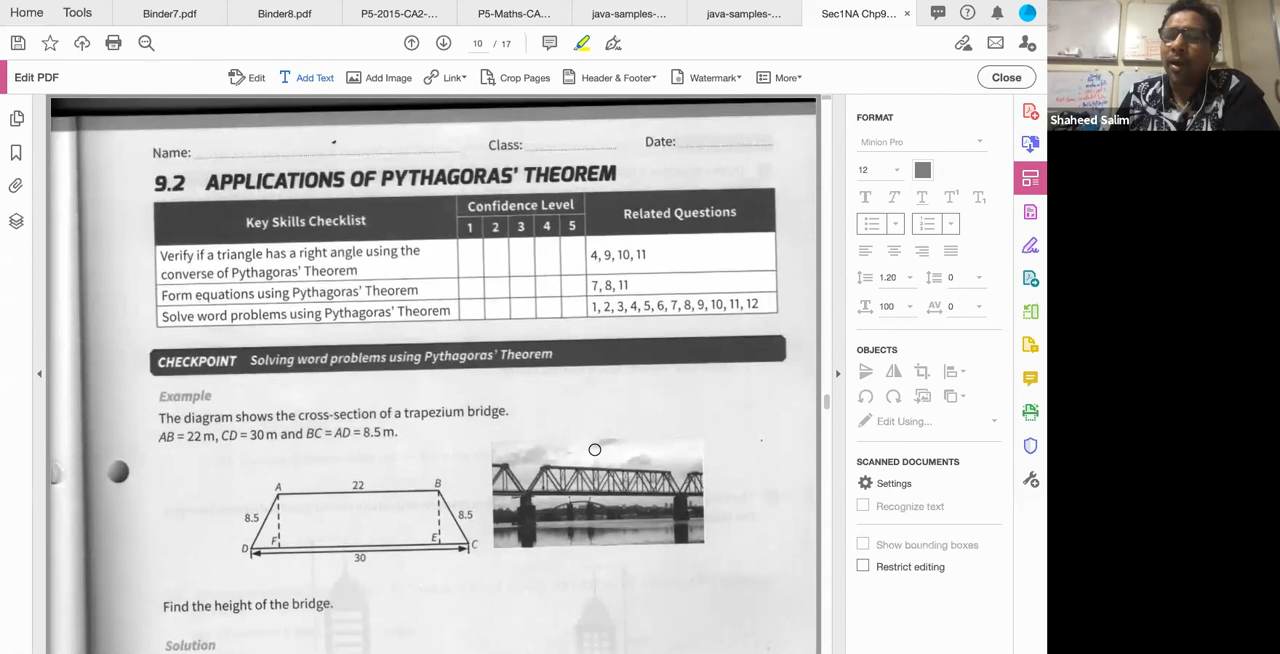 Home Tools Binder7.pdf Binder8.pdf P5-2015-CA2-... P5-Maths-CA... java-samples-... java-samples-... Sec1NA Chp9... ×
10 / 17
Edit PDF Edit Add Text Add Image Link Crop Pages Header & Footer Watermark More Close
Shaheed Salim
Name: Class: Date:
9.2 APPLICATIONS OF PYTHAGORAS' THEOREM
Key Skills Checklist Confidence Level Related Questions
1 2 3 4 5
Verify if a triangle has a right angle using the
converse of Pythagoras' Theorem 4, 9, 10, 11
Form equations using Pythagoras' Theorem 7, 8, 11
Solve word problems using Pythagoras' Theorem 1, 2, 3, 4, 5, 6, 7, 8, 9, 10, 11, 12
CHECKPOINT Solving word problems using Pythagoras' Theorem
Example
The diagram shows the cross-section of a trapezium bridge.
AB = 22 m, CD = 30 m and BC = AD = 8.5 m.
A 22 B
8.5 8.5
D F E C
30
Find the height of the bridge.
Solution
FORMAT
Minion Pro
12
T T T T¹ T₁
1.20 0
100 AV 0
OBJECTS
Edit Using...
SCANNED DOCUMENTS
Settings
Recognize text
Show bounding boxes
Restrict editing